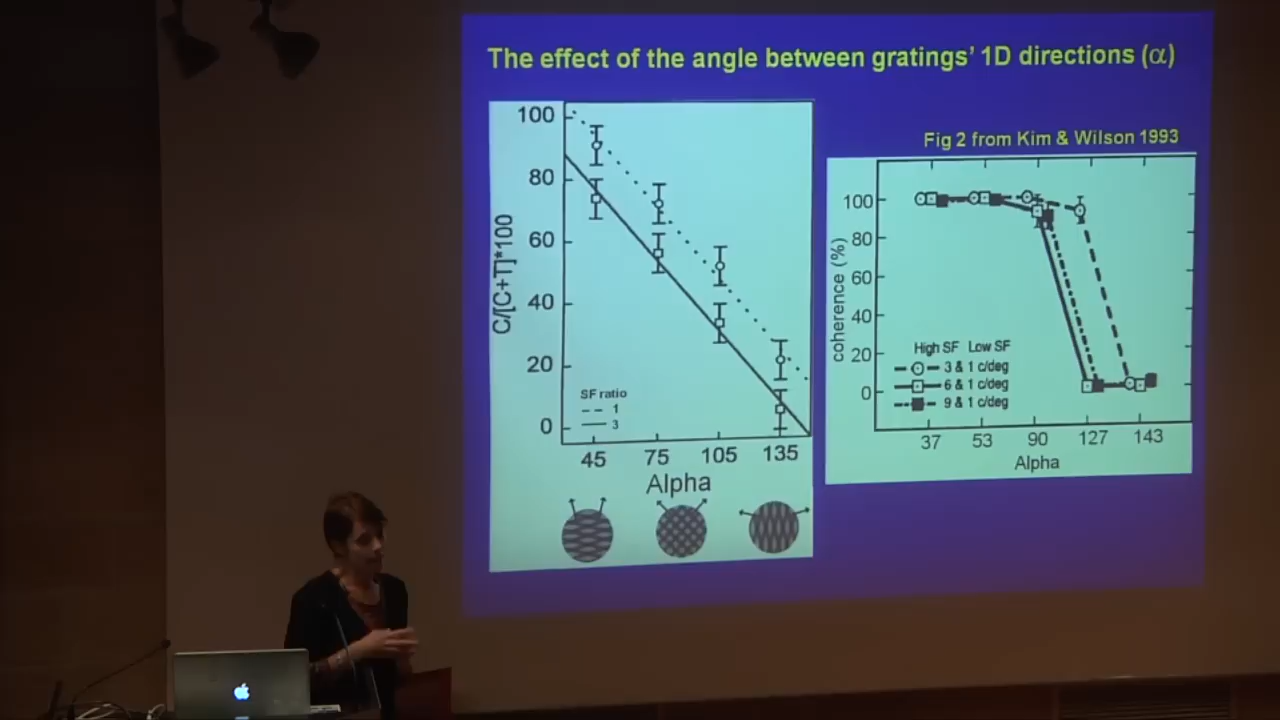 The effect of the angle between gratings' 1D directions (α)
C/[C+T]*100
100
80
60
40
20
0
SF ratio
1
3
45 75 105 135
Alpha
Fig 2 from Kim & Wilson 1993
coherence (%)
100
80
60
40
20
0
High SF Low SF
3 & 1 c/deg
6 & 1 c/deg
9 & 1 c/deg
37 53 90 127 143
Alpha